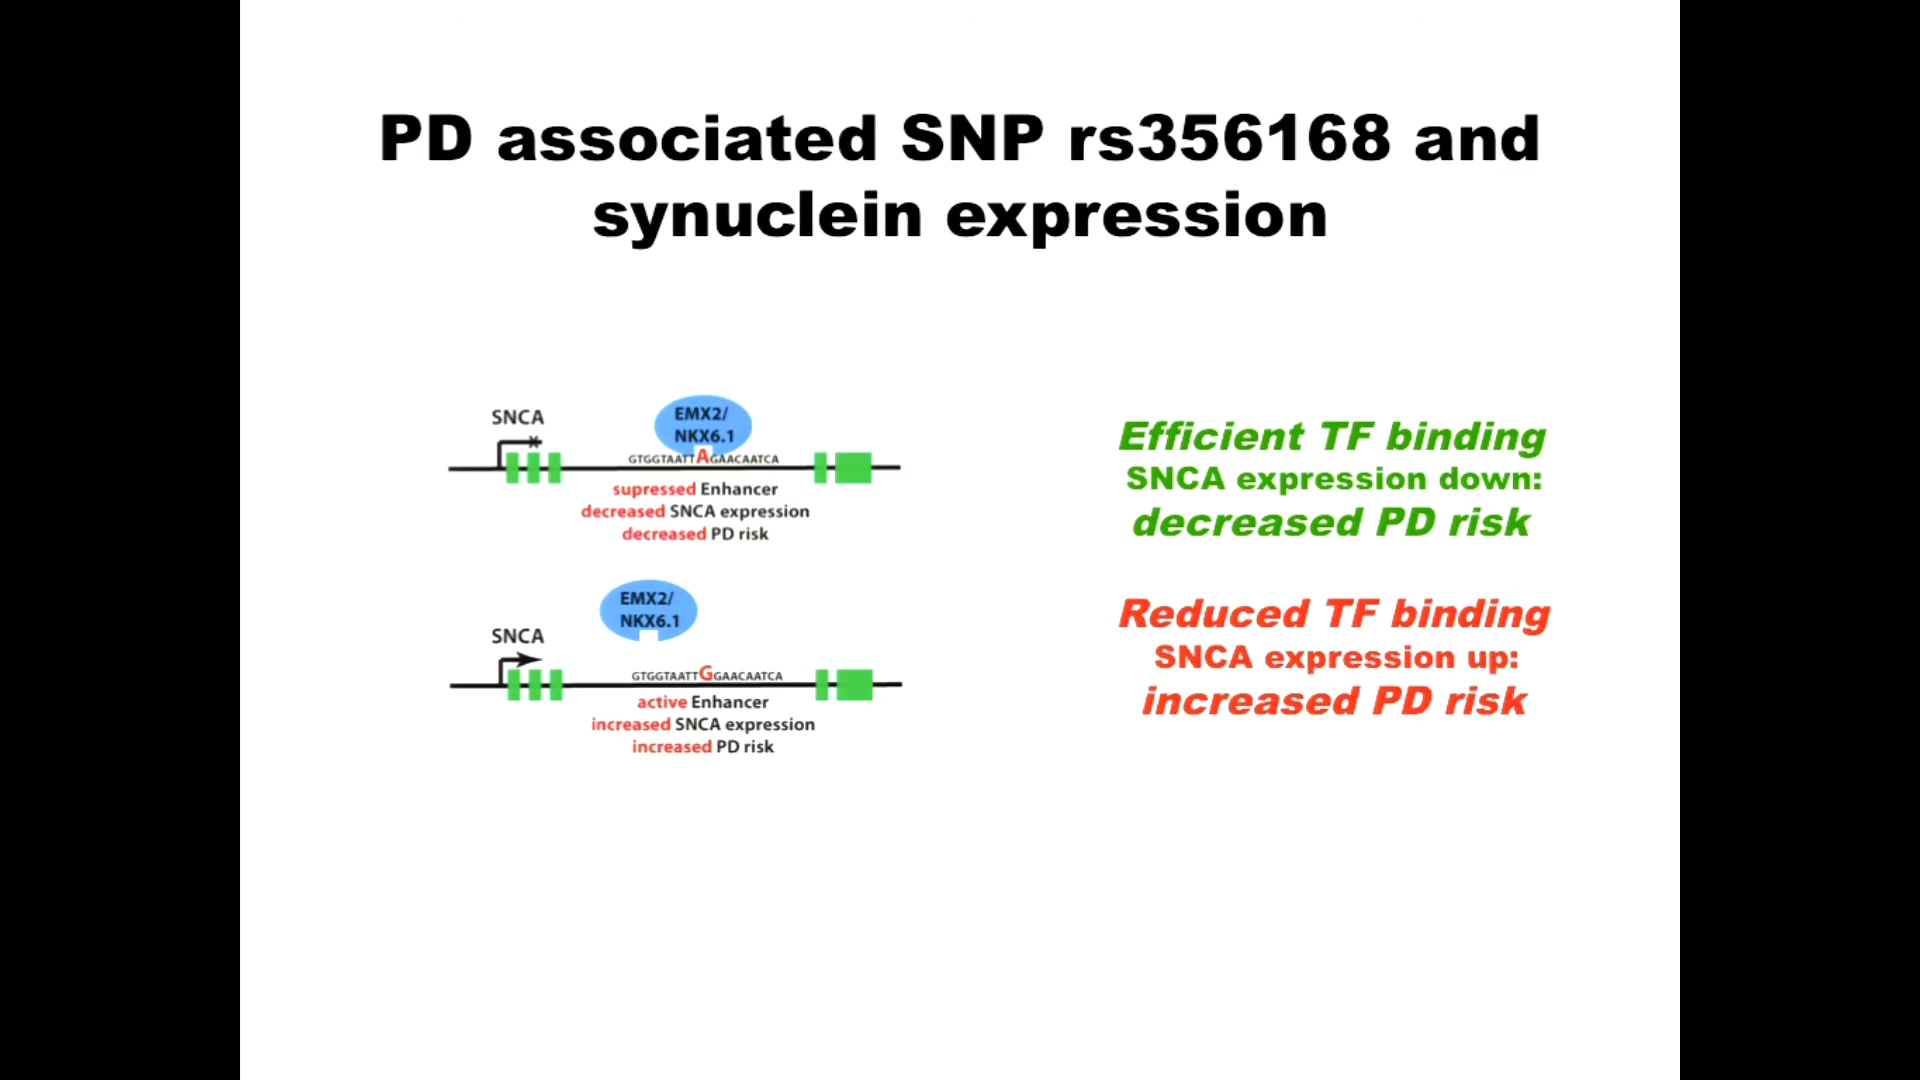 PD associated SNP rs356168 and
synuclein expression
SNCA
EMX2/
NKX6.1
GTGGTAATTAGAACAATCA
supressed Enhancer
decreased SNCA expression
decreased PD risk
EMX2/
NKX6.1
SNCA
GTGGTAATTGGAACAATCA
active Enhancer
increased SNCA expression
increased PD risk
Efficient TF binding
SNCA expression down:
decreased PD risk
Reduced TF binding
SNCA expression up:
increased PD risk